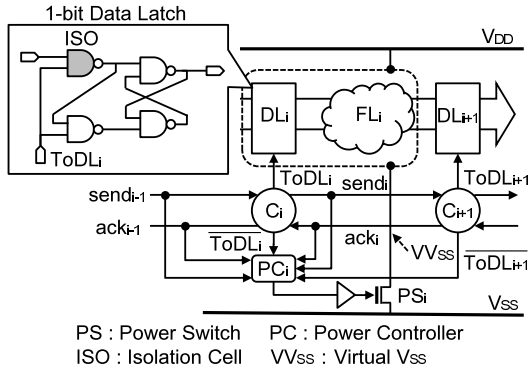 1-bit Data Latch
ISO
ToDLi
VDD
DLi
FLi
DLi+1
ToDLi
ToDLi+1
sendi-1
sendi
Ci
Ci+1
acki-1
acki
ToDLi
ToDLi+1
PCi
VVSS
PSi
VSS
PS : Power Switch PC : Power Controller
ISO : Isolation Cell VVSS : Virtual VSS